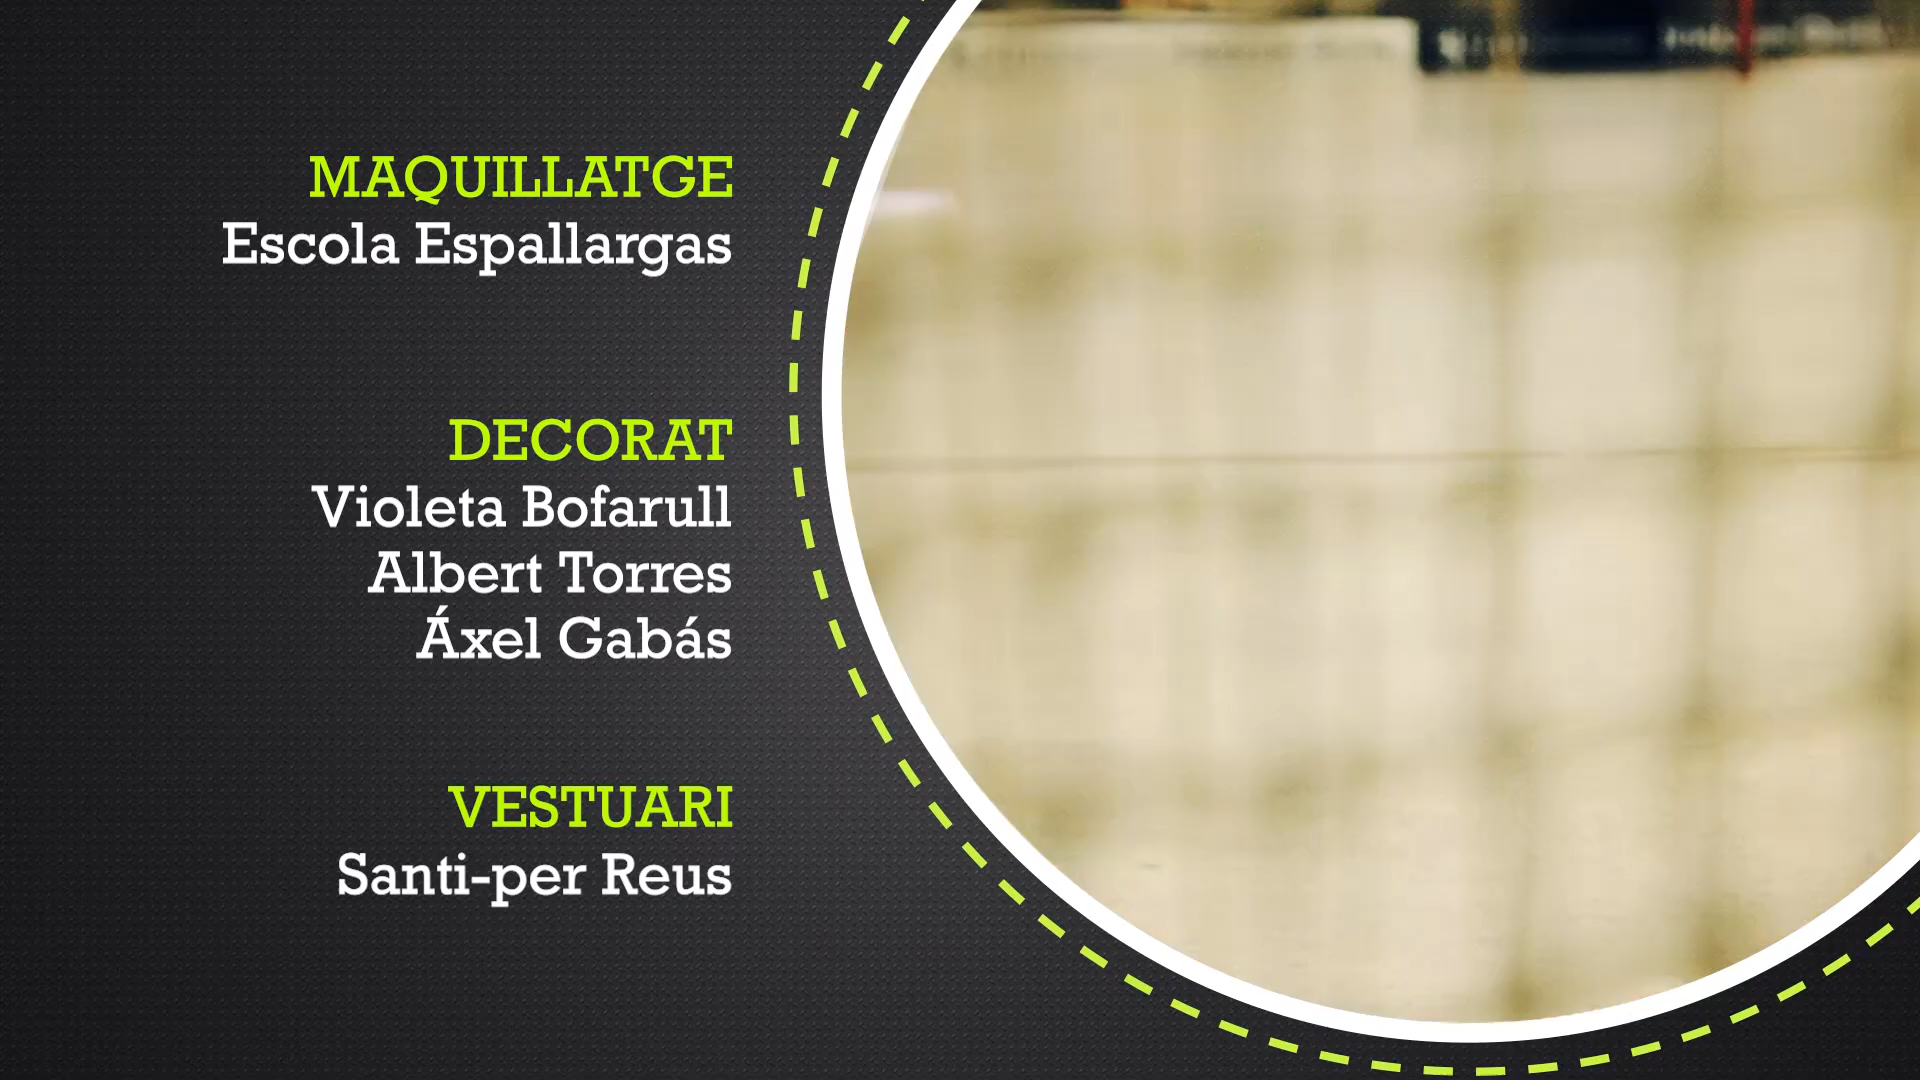 MAQUILLATGE
Escola Espallargas
DECORAT
Violeta Bofarull
Albert Torres
Áxel Gabás
VESTUARI
Santi-per Reus